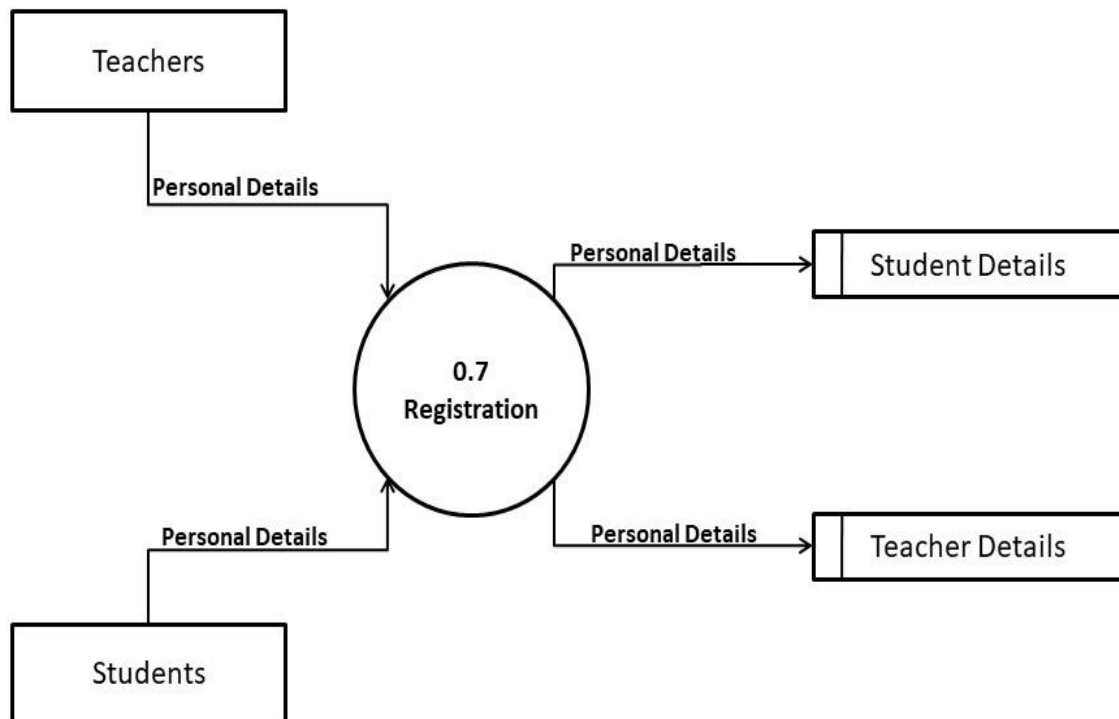 Teachers
Personal Details
Personal Details
Student Details
0.7
Registration
Personal Details
Personal Details
Teacher Details
Students